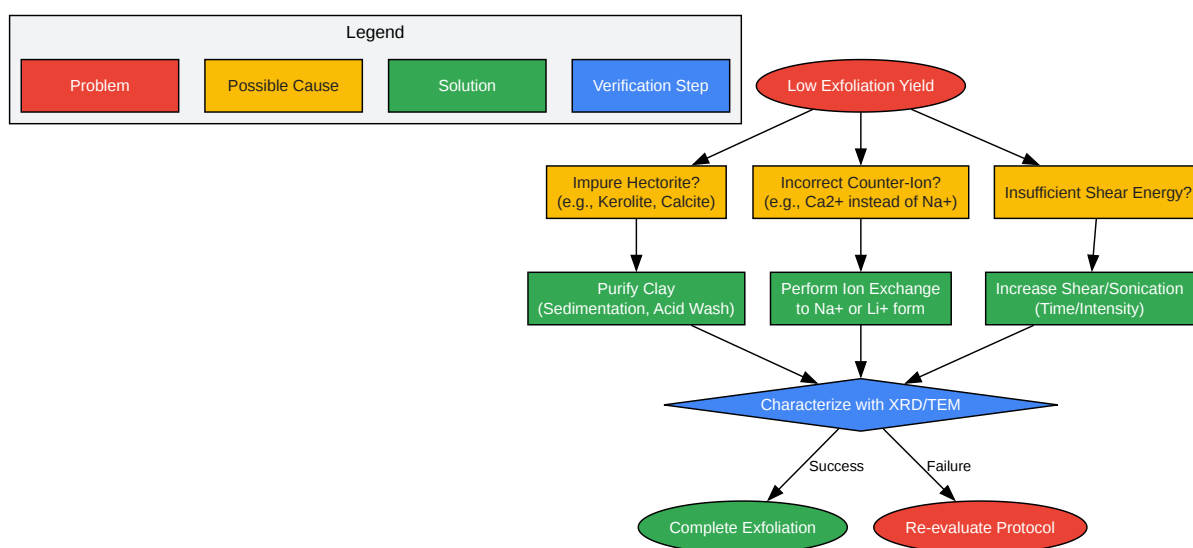 Legend
Problem
Possible Cause
Solution
Verification Step
Low Exfoliation Yield
Impure Hectorite?
(e.g., Kerolite, Calcite)
Incorrect Counter-Ion?
(e.g., Ca2+ instead of Na+)
Insufficient Shear Energy?
Purify Clay
(Sedimentation, Acid Wash)
Perform Ion Exchange
to Na+ or Li+ form
Increase Shear/Sonication
(Time/Intensity)
Characterize with XRD/TEM
Success
Failure
Complete Exfoliation
Re-evaluate Protocol